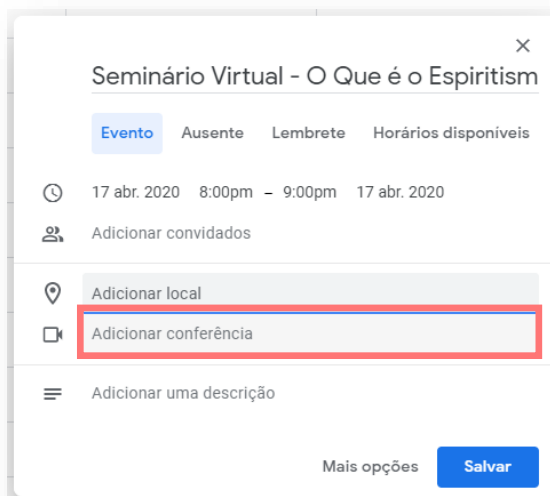 Seminário Virtual - O Que é o Espiritism
Evento Ausente Lembrete Horários disponíveis
17 abr. 2020 8:00pm – 9:00pm 17 abr. 2020
Adicionar convidados
Adicionar local
Adicionar conferência
Adicionar uma descrição
Mais opções Salvar